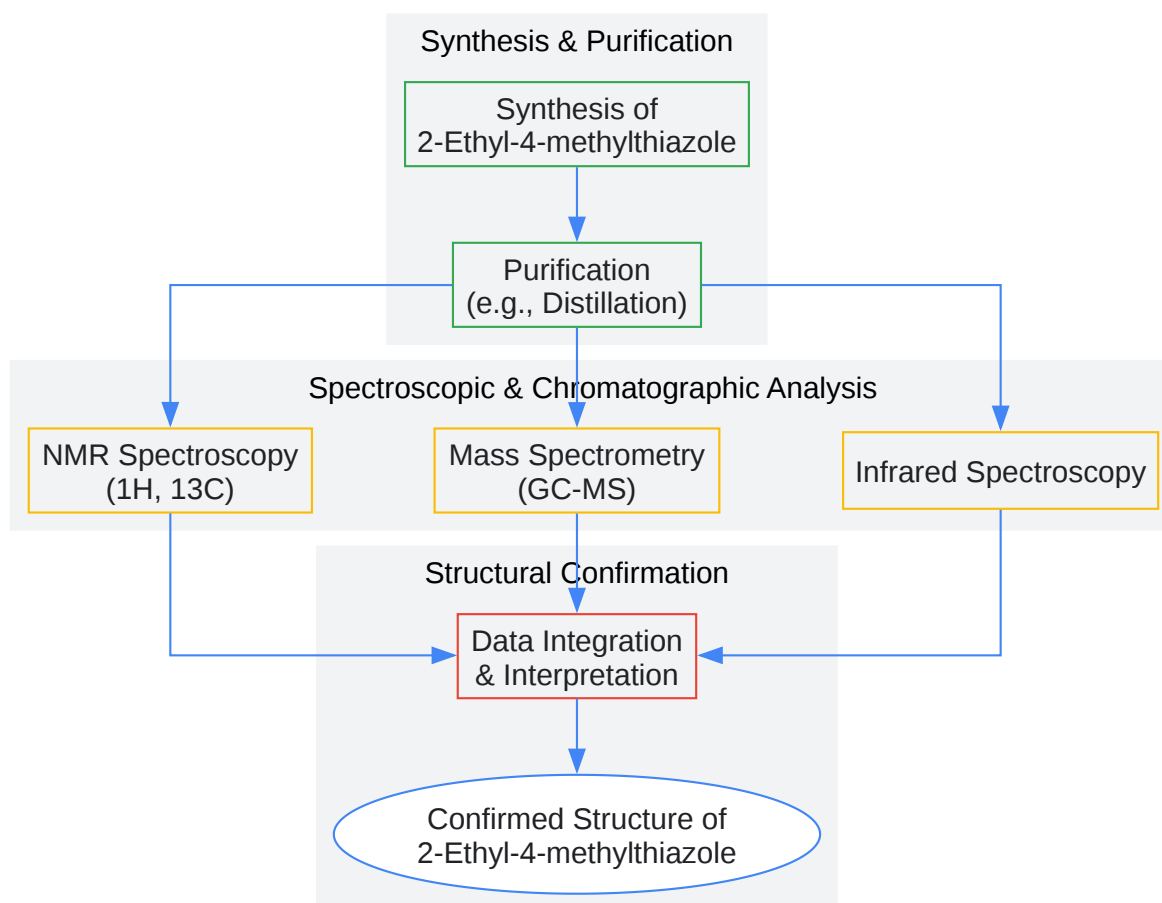 Synthesis & Purification
Synthesis of
2-Ethyl-4-methylthiazole
Purification
(e.g., Distillation)
Spectroscopic & Chromatographic Analysis
NMR Spectroscopy
(1H, 13C)
Mass Spectrometry
(GC-MS)
Infrared Spectroscopy
Structural Confirmation
Data Integration
& Interpretation
Confirmed Structure of
2-Ethyl-4-methylthiazole